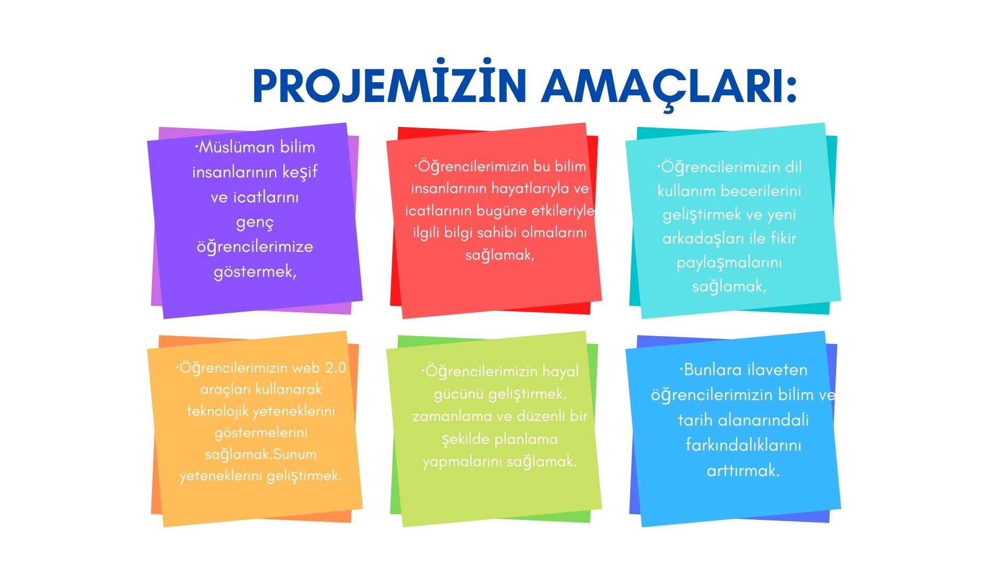 PROJEMİZİN AMAÇLARI:
·Müslüman bilim
insanlarının keşif
ve icatlarını
genç
öğrencilerimize
göstermek,
·Öğrencilerimizin bu bilim
insanlarının hayatlarıyla ve
icatlarının bugüne etkileriyle
ilgili bilgi sahibi olmalarını
sağlamak,
·Öğrencilerimizin dil
kullanım becerilerini
geliştirmek ve yeni
arkadaşları ile fikir
paylaşmalarını
sağlamak,
·Öğrencilerimizin web 2.0
araçları kullanarak
teknolojik yeteneklerini
göstermelerini
sağlamak.Sunum
yeteneklerini geliştirmek.
·Öğrencilerimizin hayal
gücünü geliştirmek,
zamanlama ve düzenli bir
şekilde planlama
yapmalarını sağlamak.
·Bunlara ilaveten
öğrencilerimizin bilim ve
tarih alanarındali
farkındalıklarını
arttırmak.